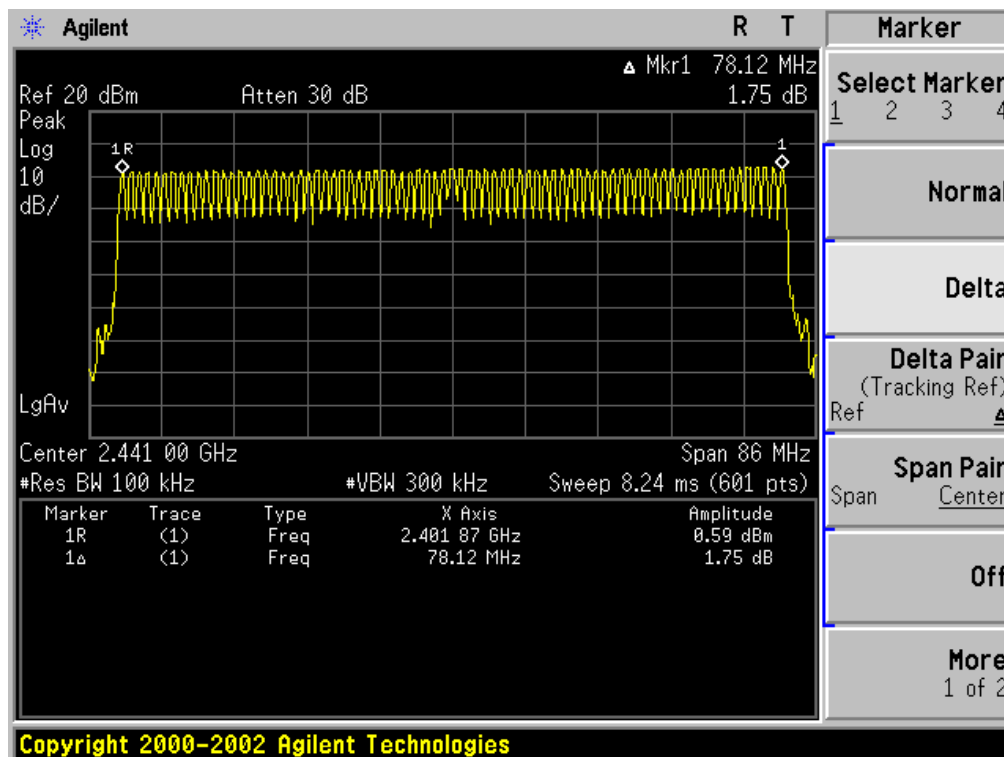 Agilent R T
Δ Mkr1 78.12 MHz
Ref 20 dBm Atten 30 dB 1.75 dB
Peak
Log
10
dB/
1R
1
LgAv
Center 2.441 00 GHz Span 86 MHz
#Res BW 100 kHz #VBW 300 kHz Sweep 8.24 ms (601 pts)
Marker Trace Type X Axis Amplitude
1R (1) Freq 2.401 87 GHz 0.59 dBm
1Δ (1) Freq 78.12 MHz 1.75 dB
Marker
Select Marker
1 2 3 4
Normal
Delta
Delta Pair
(Tracking Ref)
Ref Δ
Span Pair
Span Center
Off
More
1 of 2
Copyright 2000-2002 Agilent Technologies